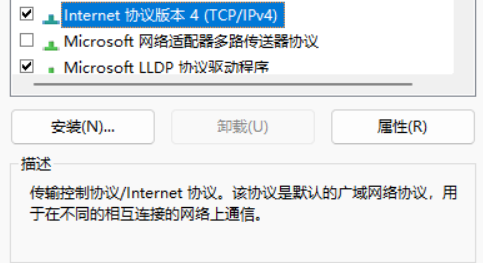 Internet 协议版本 4 (TCP/IPv4)
Microsoft 网络适配器多路传送器协议
Microsoft LLDP 协议驱动程序
安装(N)...
卸载(U)
属性(R)
描述
传输控制协议/Internet 协议。该协议是默认的广域网络协议，用
于在不同的相互连接的网络上通信。